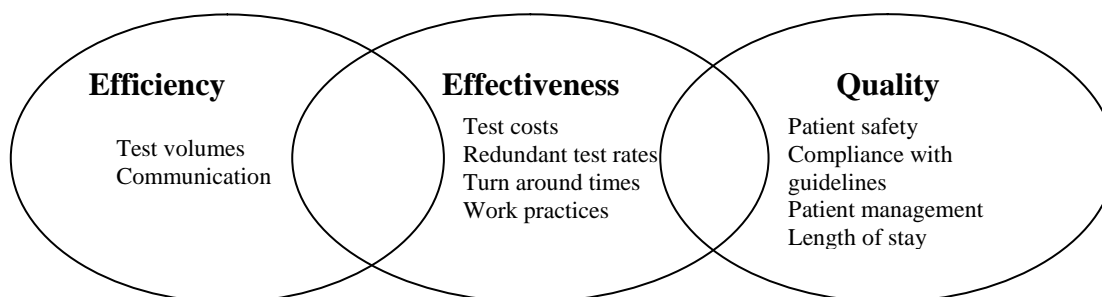 Efficiency
Test volumes
Communication
Effectiveness
Test costs
Redundant test rates
Turn around times
Work practices
Quality
Patient safety
Compliance with
guidelines
Patient management
Length of stay